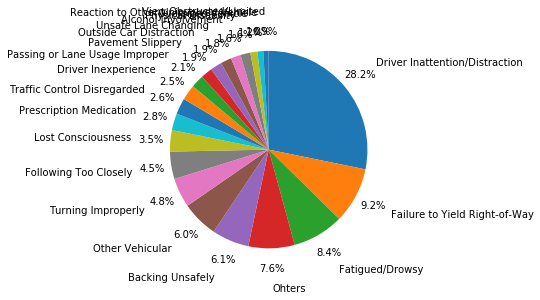 Driver Inattention/Distraction
28.2%
Failure to Yield Right-of-Way
9.2%
Fatigued/Drowsy
8.4%
Ohters
7.6%
Backing Unsafely
6.1%
Other Vehicular
6.0%
Turning Improperly
4.8%
Following Too Closely
4.5%
Lost Consciousness
3.5%
Prescription Medication
2.8%
Traffic Control Disregarded
2.6%
Driver Inexperience
2.5%
Passing or Lane Usage Improper
2.1%
Pavement Slippery
1.9%
Outside Car Distraction
1.9%
Unsafe Lane Changing
1.8%
Alcohol Involvement
Reaction to Other